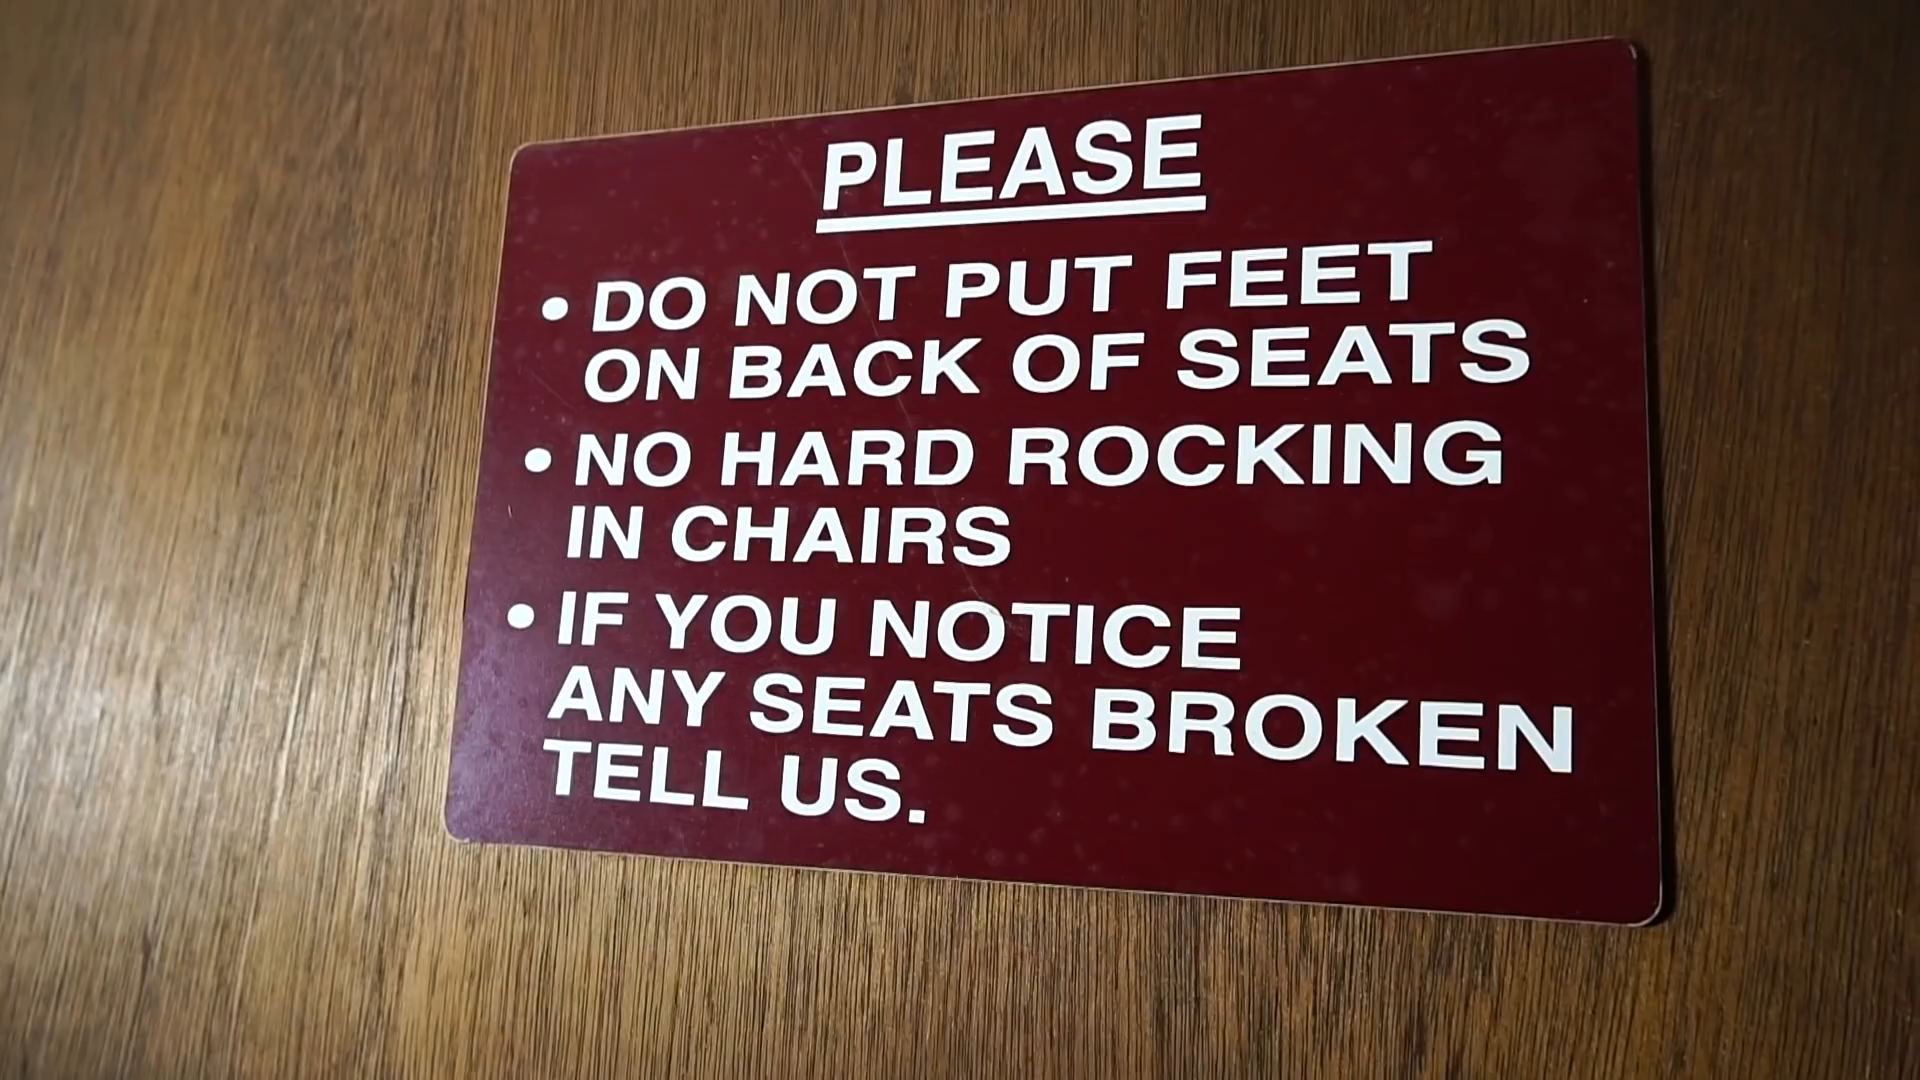 PLEASE
• DO NOT PUT FEET
ON BACK OF SEATS
• NO HARD ROCKING
IN CHAIRS
• IF YOU NOTICE
ANY SEATS BROKEN
TELL US.